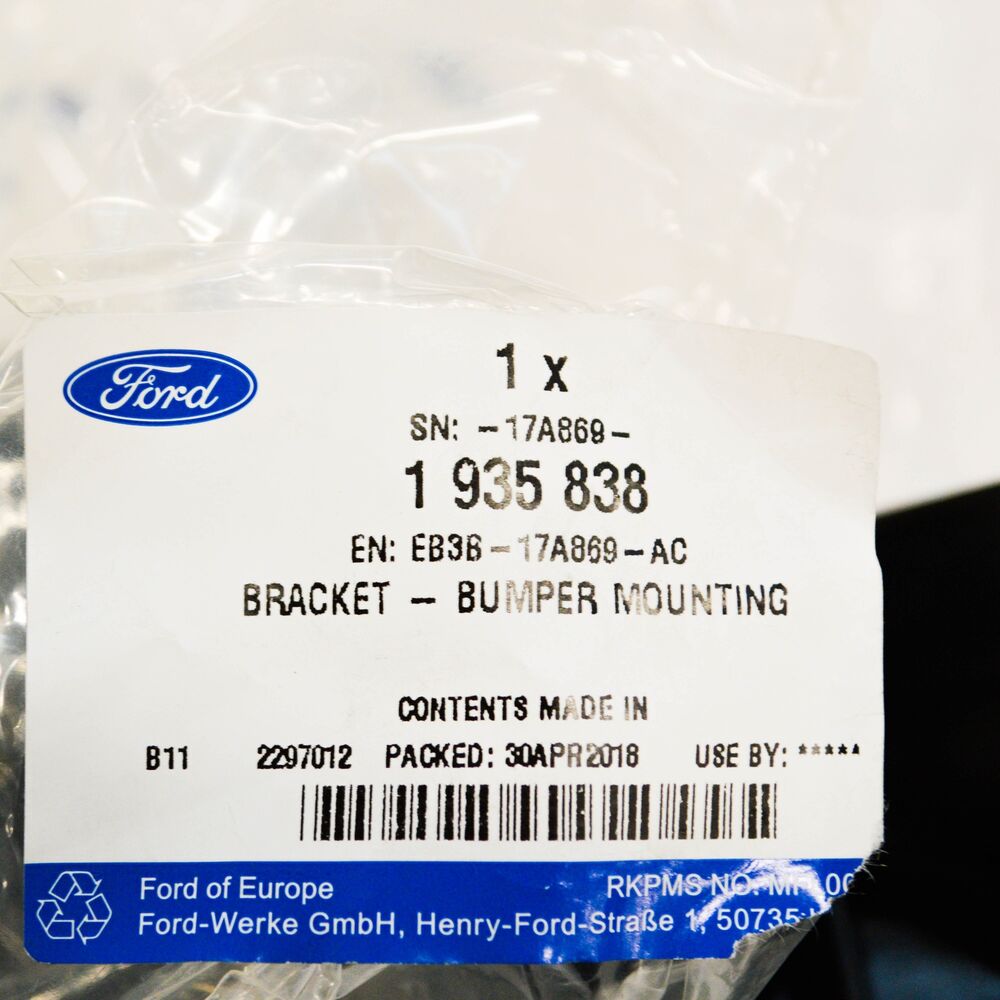 Ford
1 x
SN: -17A869-
1 935 838
EN: EB3B-17A869-AC
BRACKET - BUMPER MOUNTING
CONTENTS MADE IN
B11 2297012 PACKED: 30APR2018 USE BY: *****
Ford of Europe RKPMS NO.
Ford-Werke GmbH, Henry-Ford-Straße 1, 50735